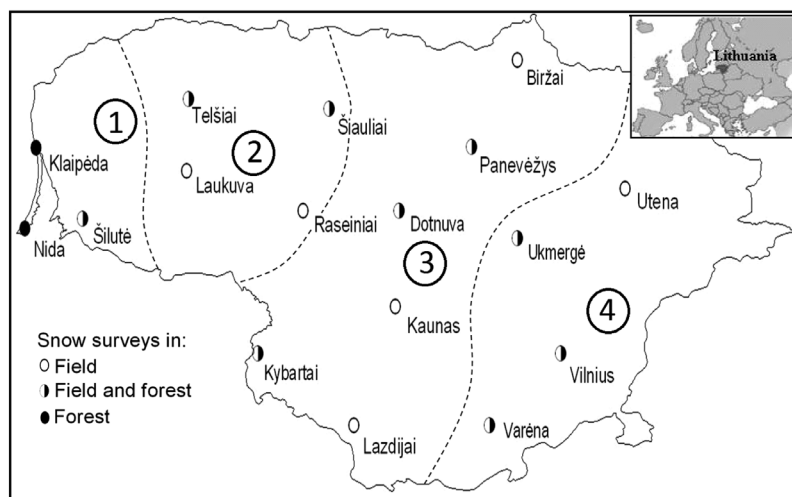 Lithuania
Biržai
Telšiai
Šiauliai
1
Klaipėda
2
Panevėžys
Laukuva
Utena
Raseiniai
Dotnuva
Nida
Šilutė
Ukmergė
3
4
Kaunas
Snow surveys in:
Field
Kybartai
Vilnius
Field and forest
Forest
Lazdijai
Varėna